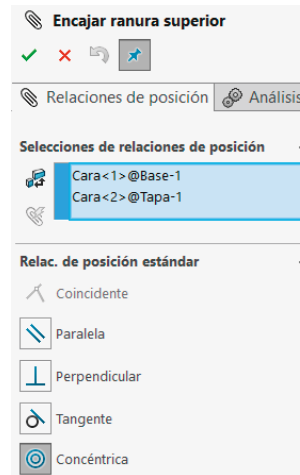 Encajar ranura superior
Relaciones de posición Análisis
Selecciones de relaciones de posición
Cara<1>@Base-1
Cara<2>@Tapa-1
Relac. de posición estándar
Coincidente
Paralela
Perpendicular
Tangente
Concéntrica